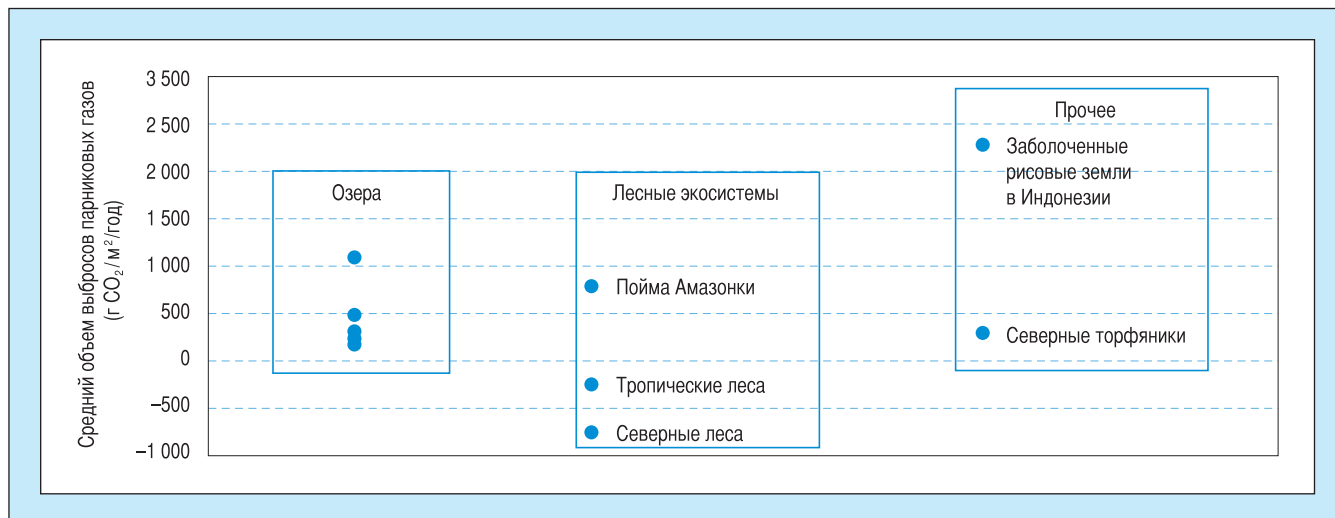 Средний объем выбросов парниковых газов
(г CO₂/м²/год)
3 500
2 500
2 000
1 500
1 000
500
0
–500
–1 000
Озера
Лесные экосистемы
Пойма Амазонки
Тропические леса
Северные леса
Прочее
Заболоченные
рисовые земли
в Индонезии
Северные торфяники